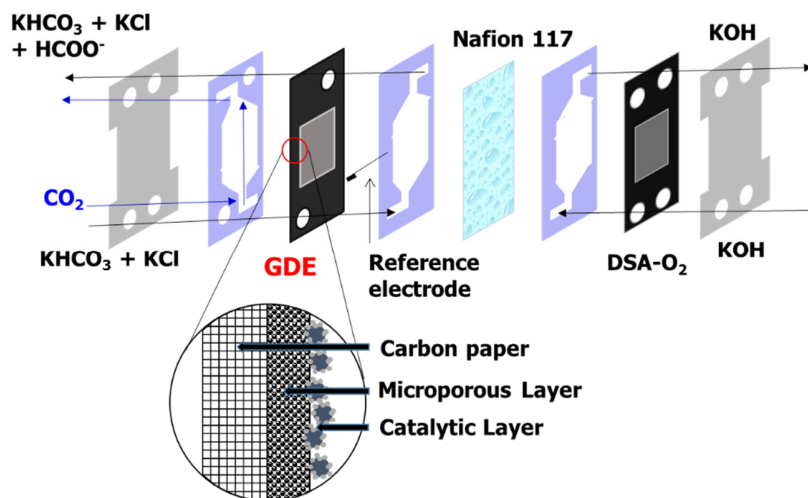 KHCO₃ + KCl
+ HCOO⁻
Nafion 117
KOH
CO₂
KHCO₃ + KCl
GDE
Reference
electrode
DSA-O₂
KOH
Carbon paper
Microporous Layer
Catalytic Layer